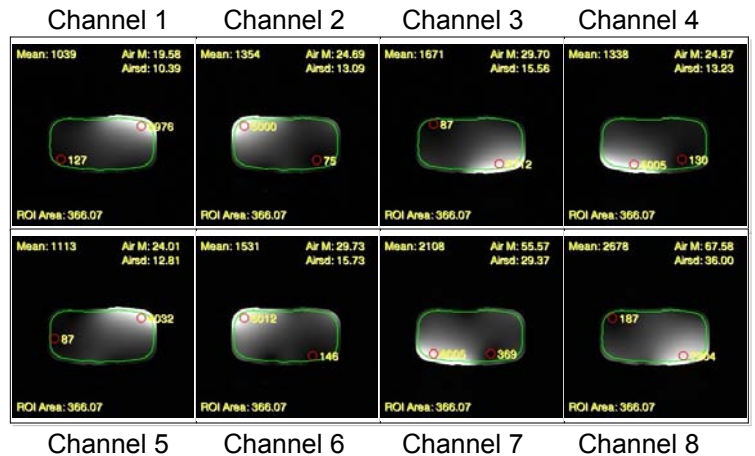 Channel 1 Channel 2 Channel 3 Channel 4
Mean: 1039 Air M: 19.58
Airsd: 10.39
127
ROI Area: 366.07
Mean: 1354 Air M: 24.69
Airsd: 13.09
75
ROI Area: 366.07
Mean: 1671 Air M: 29.70
Airsd: 15.56
87
ROI Area: 366.07
Mean: 1338 Air M: 24.87
Airsd: 13.23
130
ROI Area: 366.07
Mean: 1113 Air M: 24.01
Airsd: 12.81
87
ROI Area: 366.07
Mean: 1531 Air M: 29.73
Airsd: 15.73
146
ROI Area: 366.07
Mean: 2108 Air M: 55.57
Airsd: 29.37
369
ROI Area: 366.07
Mean: 2678 Air M: 67.58
Airsd: 36.00
187
ROI Area: 366.07
Channel 5 Channel 6 Channel 7 Channel 8